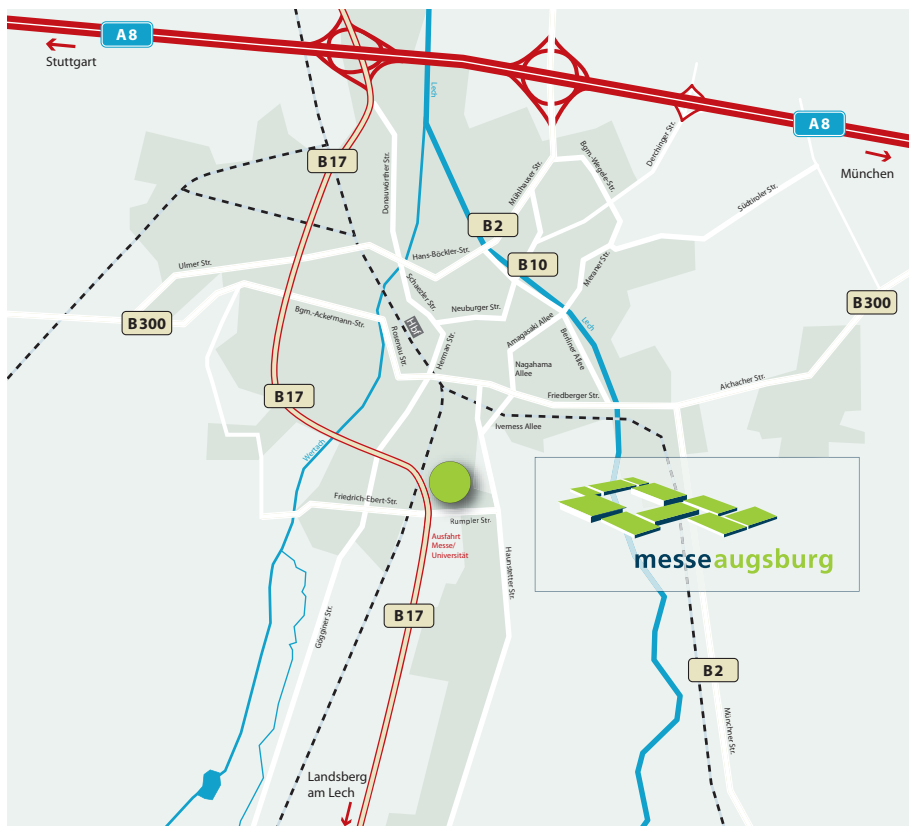 A8
Stuttgart
Lech
A8
München
B17
Donauwörther Str.
Mühlhauser Str.
Bgm.-Wegele-Str.
Derchinger Str.
Südtiroler Str.
B2
Hans-Böckler-Str.
Ulmer Str.
B10
Meraner Str.
Schaezler Str.
B300
Bgm.-Ackermann-Str.
Hbf
Neuburger Str.
Amagasaki Allee
Lech
B300
Rosenau Str.
Herman Str.
Berliner Allee
Nagahama
Allee
B17
Friedberger Str.
Aichacher Str.
Iverness Allee
Wertach
Friedrich-Ebert-Str.
Rumpler Str.
Ausfahrt
Messe/
Universität
Haunstetter Str.
messeaugsburg
B17
Gögginer Str.
B2
Münchner Str.
Landsberg
am Lech